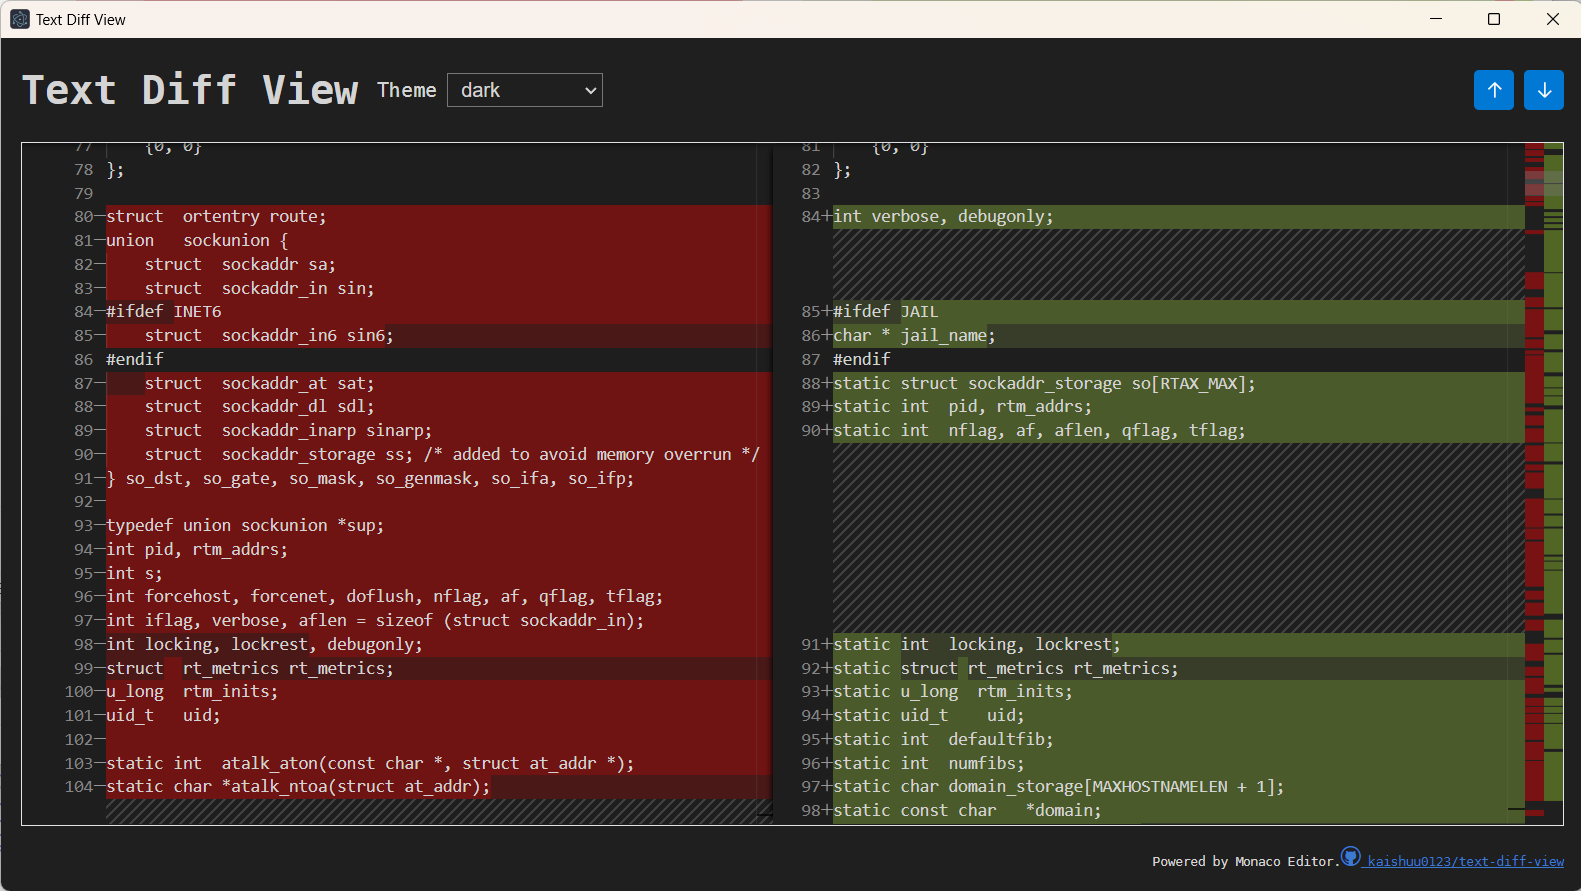 Text Diff View
Text Diff View Theme dark
77 {0, 0}
78 };
79
80—struct  ortentry route;
81—union   sockunion {
82—    struct  sockaddr sa;
83—    struct  sockaddr_in sin;
84—#ifdef INET6
85—    struct  sockaddr_in6 sin6;
86 #endif
87—    struct  sockaddr_at sat;
88—    struct  sockaddr_dl sdl;
89—    struct  sockaddr_inarp sinarp;
90—    struct  sockaddr_storage ss; /* added to avoid memory overrun */
91—} so_dst, so_gate, so_mask, so_genmask, so_ifa, so_ifp;
92—
93—typedef union sockunion *sup;
94—int pid, rtm_addrs;
95—int s;
96—int forcehost, forcenet, doflush, nflag, af, qflag, tflag;
97—int iflag, verbose, aflen = sizeof (struct sockaddr_in);
98—int locking, lockrest, debugonly;
99—struct  rt_metrics rt_metrics;
100—u_long  rtm_inits;
101—uid_t   uid;
102—
103—static int  atalk_aton(const char *, struct at_addr *);
104—static char *atalk_ntoa(struct at_addr);
81 {0, 0}
82 };
83
84+int verbose, debugonly;
85+#ifdef JAIL
86+char * jail_name;
87 #endif
88+static struct sockaddr_storage so[RTAX_MAX];
89+static int  pid, rtm_addrs;
90+static int  nflag, af, aflen, qflag, tflag;
91+static int  locking, lockrest;
92+static struct rt_metrics rt_metrics;
93+static u_long  rtm_inits;
94+static uid_t    uid;
95+static int  defaultfib;
96+static int  numfibs;
97+static char domain_storage[MAXHOSTNAMELEN + 1];
98+static const char   *domain;
Powered by Monaco Editor. kaishuu0123/text-diff-view